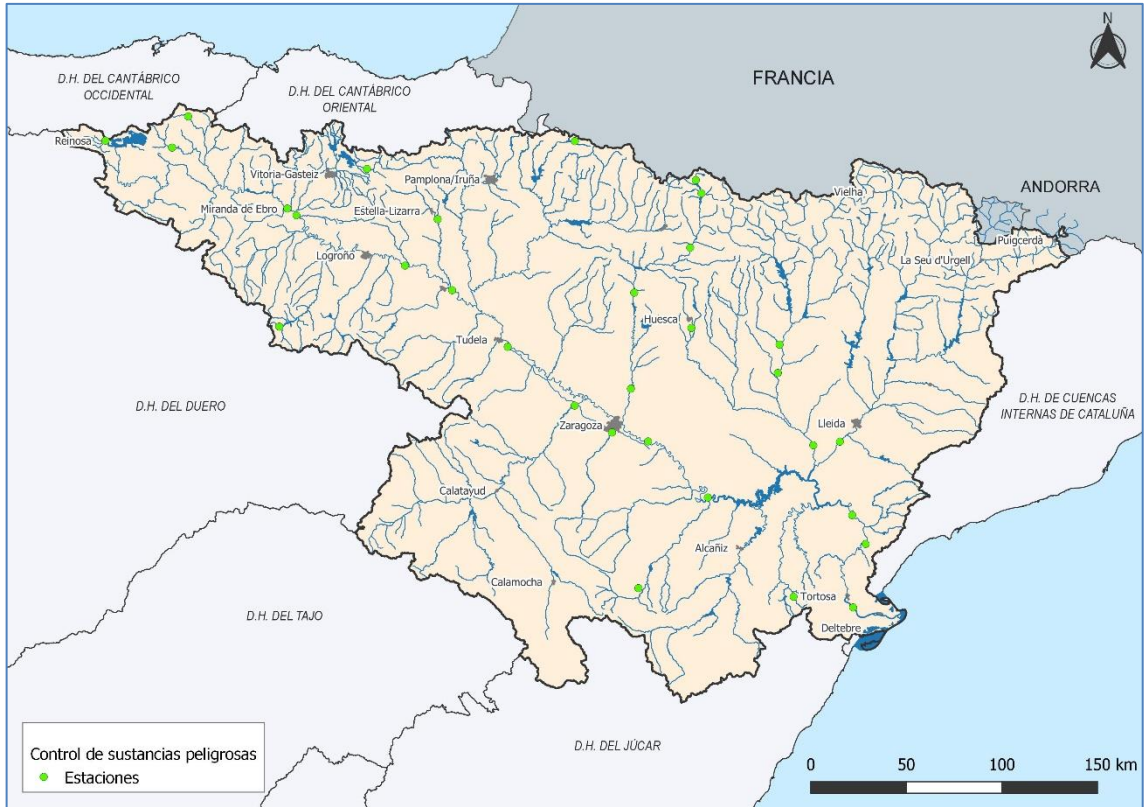 N
FRANCIA
D.H. DEL CANTÁBRICO
OCCIDENTAL
D.H. DEL CANTÁBRICO
ORIENTAL
Reinosa
Vitoria-Gasteiz
Pamplona/Iruña
Vielha
ANDORRA
Miranda de Ebro
Estella-Lizarra
Puigcerdà
Logroño
La Seu d'Urgell
Huesca
Tudela
D.H. DEL DUERO
D.H. DE CUENCAS
INTERNAS DE CATALUÑA
Zaragoza
Lleida
Calatayud
Alcañiz
Calamocha
Tortosa
D.H. DEL TAJO
Deltebre
D.H. DEL JÚCAR
Control de sustancias peligrosas
Estaciones
0 50 100 150 km